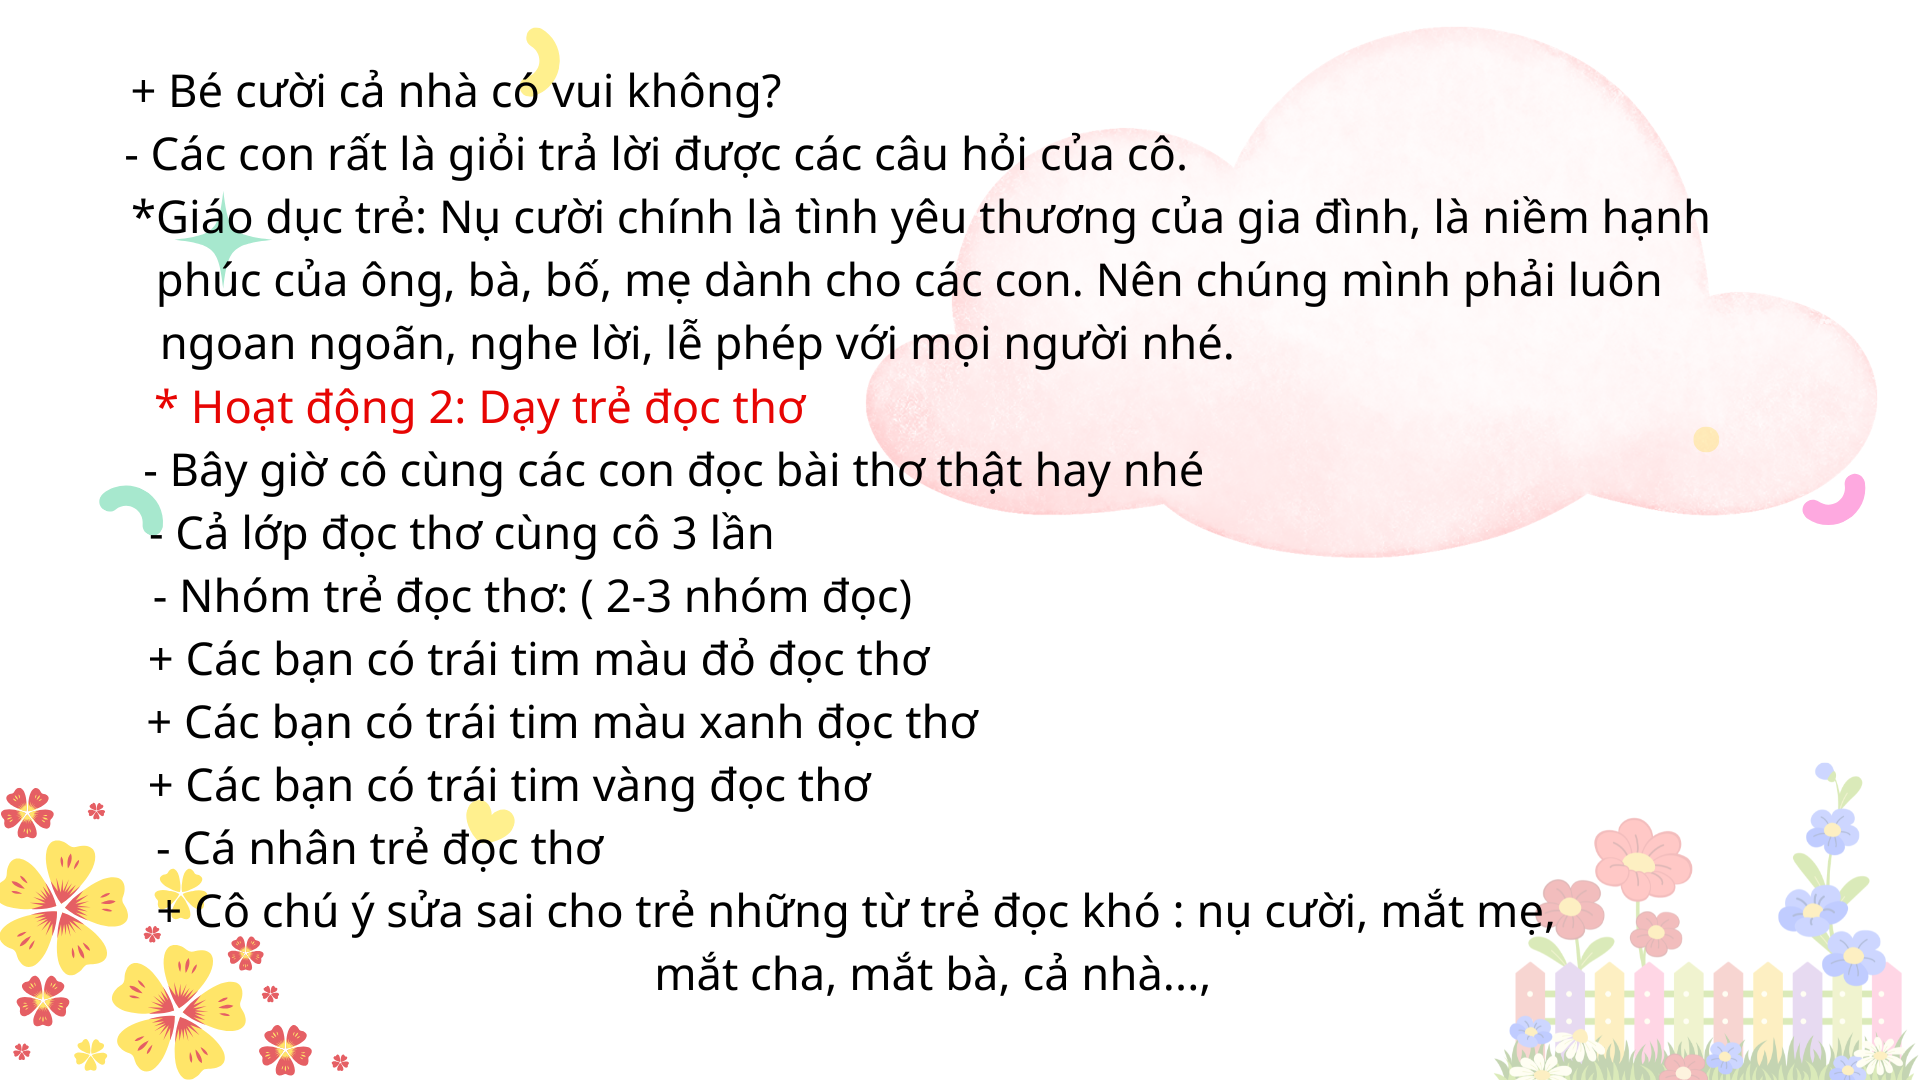 + Bé cười cả nhà có vui không?
- Các con rất là giỏi trả lời được các câu hỏi của cô.
*Giáo dục trẻ: Nụ cười chính là tình yêu thương của gia đình, là niềm hạnh
phúc của ông, bà, bố, mẹ dành cho các con. Nên chúng mình phải luôn
ngoan ngoãn, nghe lời, lễ phép với mọi người nhé.
* Hoạt động 2: Dạy trẻ đọc thơ
- Bây giờ cô cùng các con đọc bài thơ thật hay nhé
- Cả lớp đọc thơ cùng cô 3 lần
- Nhóm trẻ đọc thơ: ( 2-3 nhóm đọc)
+ Các bạn có trái tim màu đỏ đọc thơ
+ Các bạn có trái tim màu xanh đọc thơ
+ Các bạn có trái tim vàng đọc thơ
- Cá nhân trẻ đọc thơ
+ Cô chú ý sửa sai cho trẻ những từ trẻ đọc khó : nụ cười, mắt mẹ,
mắt cha, mắt bà, cả nhà...,